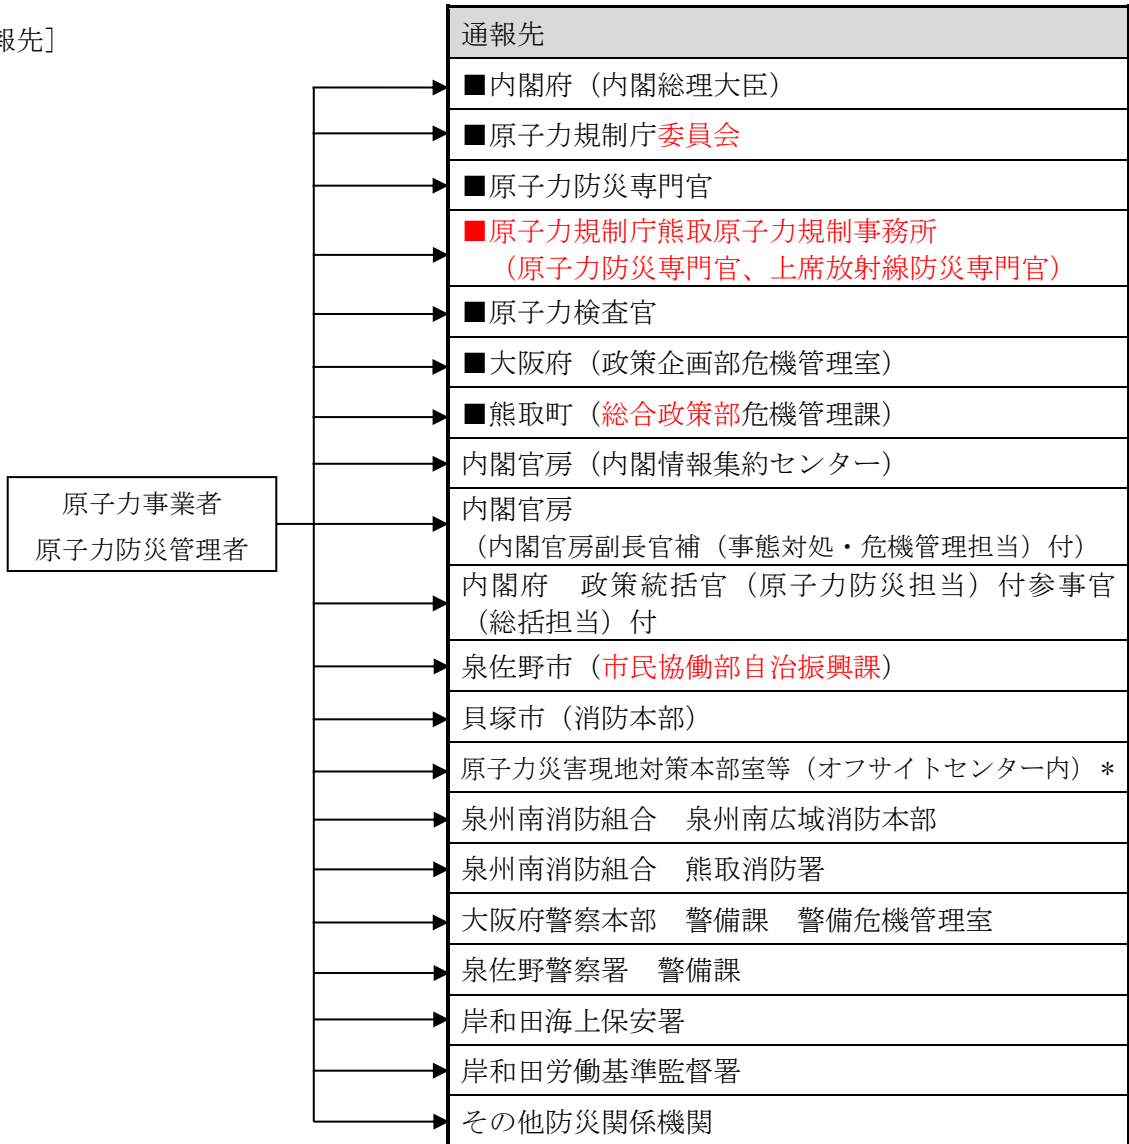 報先］
通報先
■内閣府（内閣総理大臣）
■原子力規制庁委員会
■原子力防災専門官
■原子力規制庁熊取原子力規制事務所
（原子力防災専門官、上席放射線防災専門官）
■原子力検査官
■大阪府（政策企画部危機管理室）
■熊取町（総合政策部危機管理課）
内閣官房（内閣情報集約センター）
原子力事業者
原子力防災管理者
内閣官房
（内閣官房副長官補（事態対処・危機管理担当）付）
内閣府　政策統括官（原子力防災担当）付参事官
（総括担当）付
泉佐野市（市民協働部自治振興課）
貝塚市（消防本部）
原子力災害現地対策本部室等（オフサイトセンター内）＊
泉州南消防組合　泉州南広域消防本部
泉州南消防組合　熊取消防署
大阪府警察本部　警備課　警備危機管理室
泉佐野警察署　警備課
岸和田海上保安署
岸和田労働基準監督署
その他防災関係機関